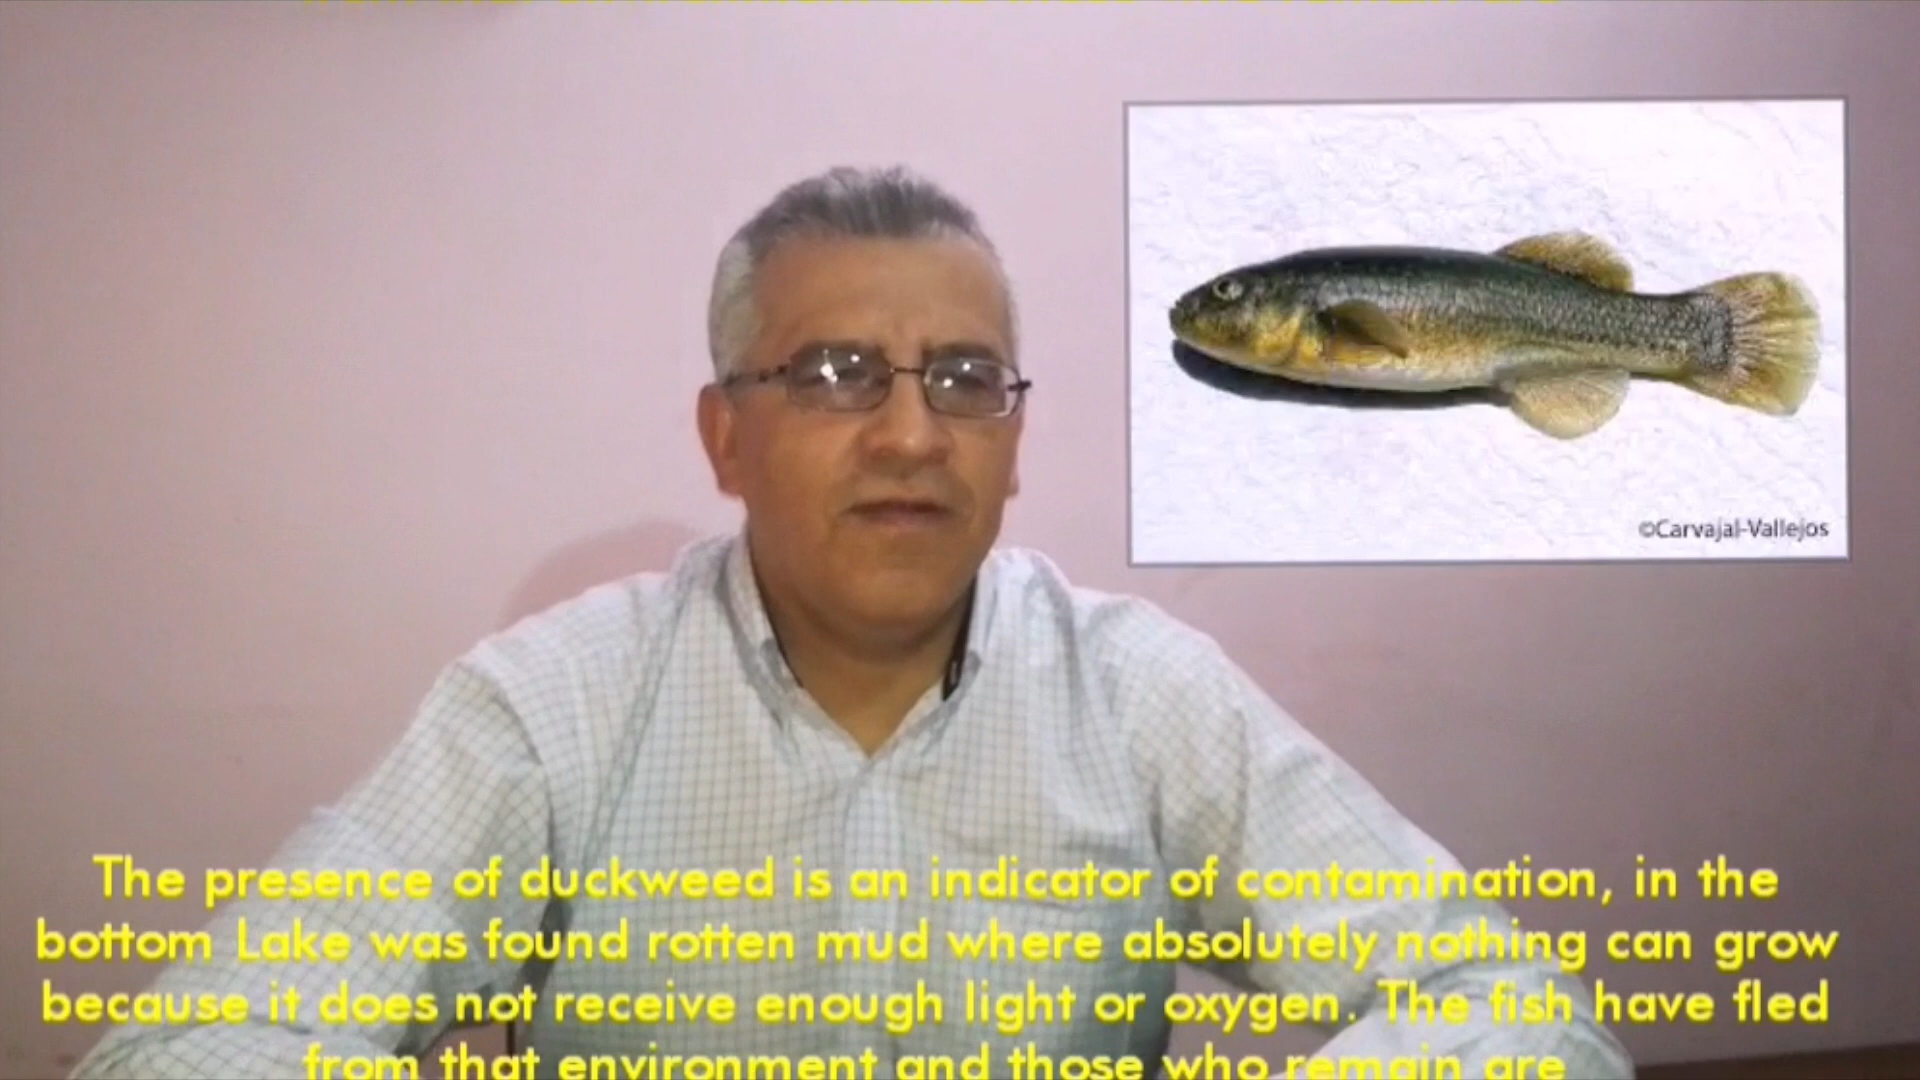 ©Carvajal-Vallejos
The presence of duckweed is an indicator of contamination, in the
bottom Lake was found rotten mud where absolutely nothing can grow
because it does not receive enough light or oxygen. The fish have fled
from that environment and those who remain are